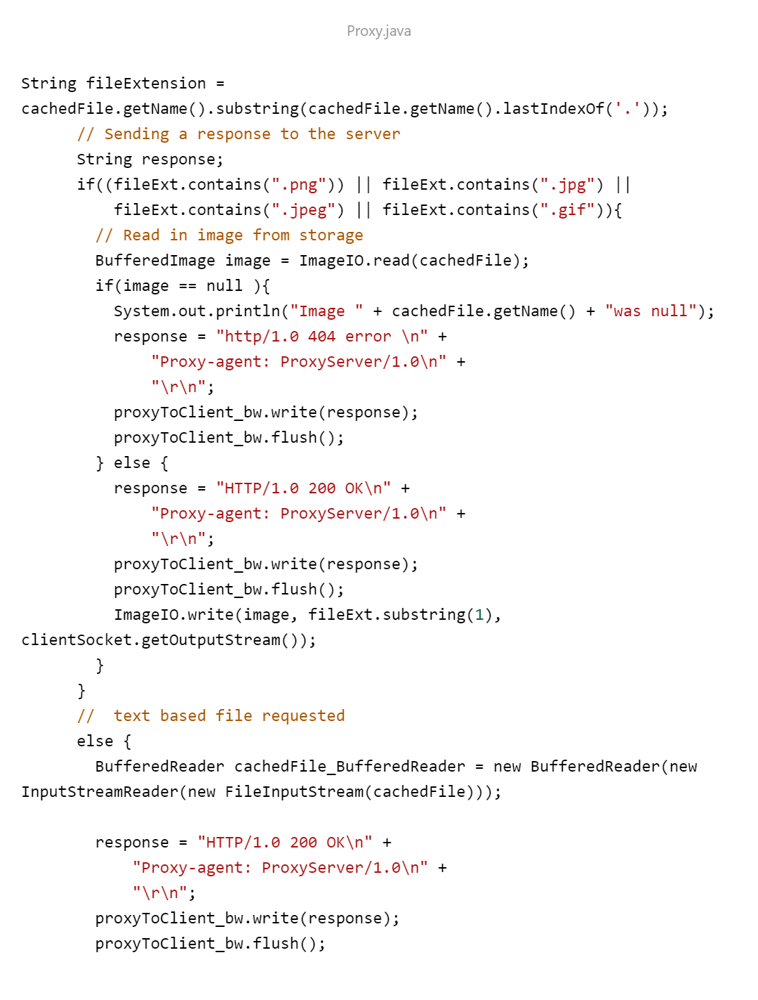 Proxy.java
String fileExtension =
cachedFile.getName().substring(cachedFile.getName().lastIndexOf('.'));
      // Sending a response to the server
      String response;
      if((fileExt.contains(".png")) || fileExt.contains(".jpg") ||
          fileExt.contains(".jpeg") || fileExt.contains(".gif")){
        // Read in image from storage
        BufferedImage image = ImageIO.read(cachedFile);
        if(image == null ){
          System.out.println("Image " + cachedFile.getName() + "was null");
          response = "http/1.0 404 error \n" +
              "Proxy-agent: ProxyServer/1.0\n" +
              "\r\n";
          proxyToClient_bw.write(response);
          proxyToClient_bw.flush();
        } else {
          response = "HTTP/1.0 200 OK\n" +
              "Proxy-agent: ProxyServer/1.0\n" +
              "\r\n";
          proxyToClient_bw.write(response);
          proxyToClient_bw.flush();
          ImageIO.write(image, fileExt.substring(1),
clientSocket.getOutputStream());
        }
      }
      //  text based file requested
      else {
        BufferedReader cachedFile_BufferedReader = new BufferedReader(new
InputStreamReader(new FileInputStream(cachedFile)));

        response = "HTTP/1.0 200 OK\n" +
            "Proxy-agent: ProxyServer/1.0\n" +
            "\r\n";
        proxyToClient_bw.write(response);
        proxyToClient_bw.flush();